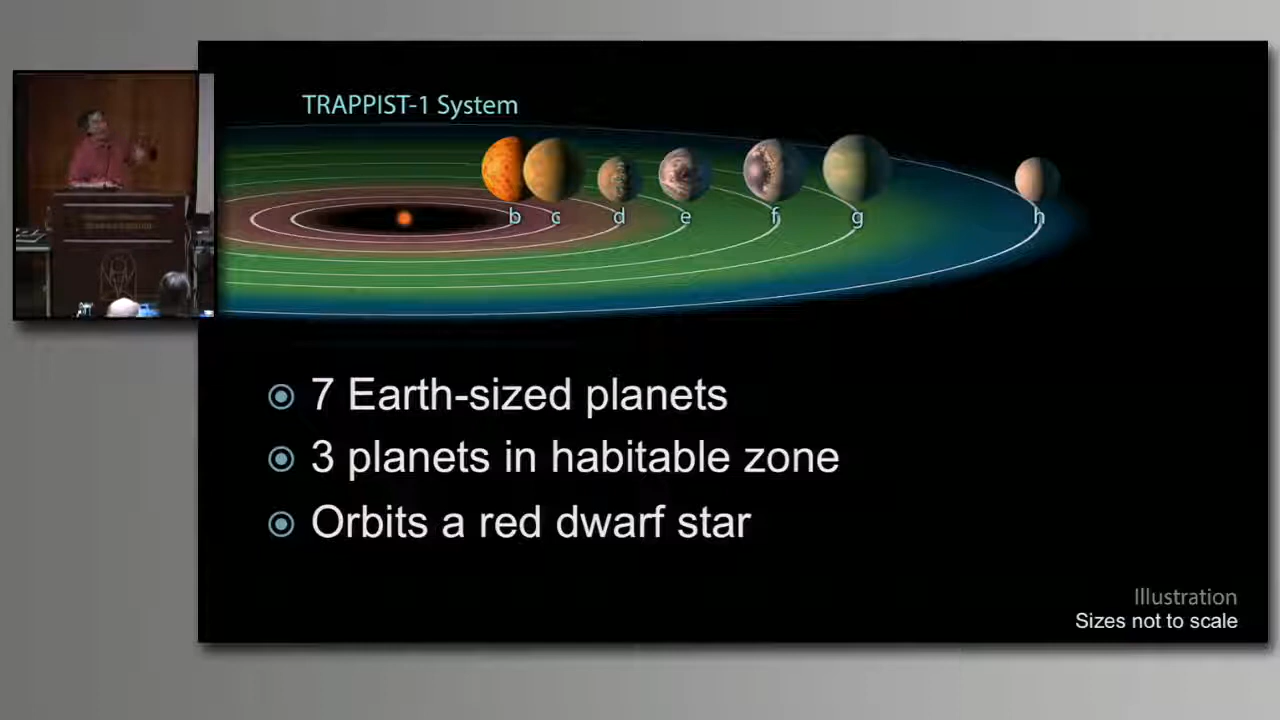 TRAPPIST-1 System
b c d e f g h
7 Earth-sized planets
3 planets in habitable zone
Orbits a red dwarf star
Illustration
Sizes not to scale